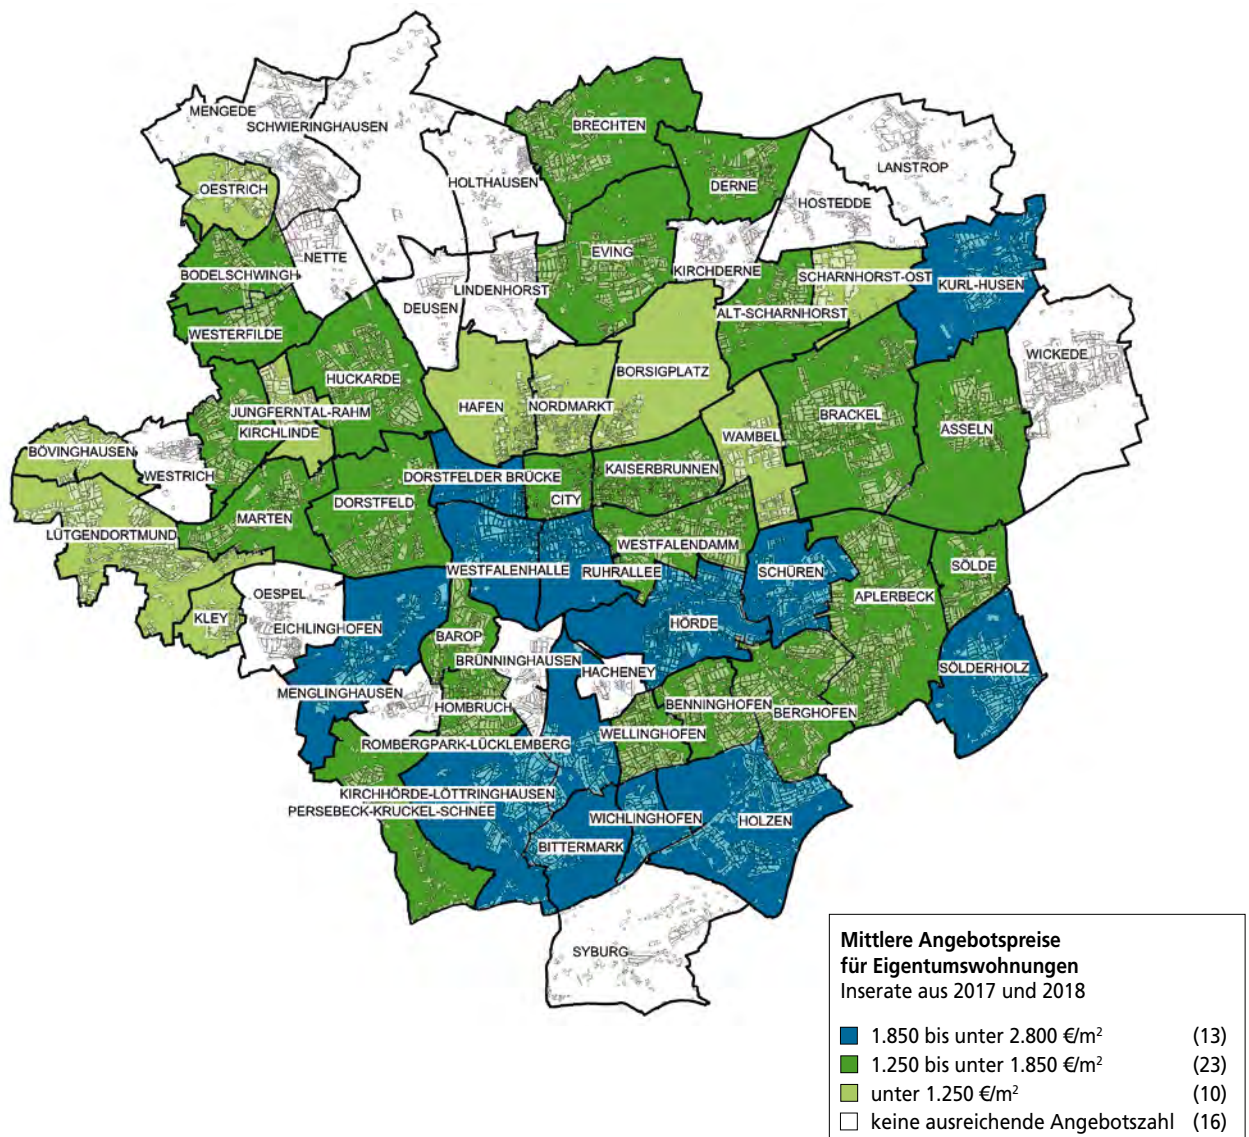 MENGEDE
SCHWIERINGHAUSEN
BRECHTEN
LANSTROP
OESTRICH
HOLTHAUSEN
DERNE
HOSTEDDE
NETTE
EVING
BODELSCHWINGH
KIRCHDERNE
SCHARNHORST-OST
KURL-HUSEN
DEUSEN
LINDENHORST
ALT-SCHARNHORST
WESTERFILDE
WICKEDE
HUCKARDE
BORSIGPLATZ
HAFEN
NORDMARKT
JUNGFERNTAL-RAHM
BRACKEL
ASSELN
KIRCHLINDE
WAMBEL
BÖVINGHAUSEN
WESTRICH
DORSTFELDER BRÜCKE
KAISERBRUNNEN
DORSTFELD
CITY
MARTEN
LÜTGENDORTMUND
WESTFALENDAMM
WESTFALENHALLE
RUHRALLEE
SCHÜREN
SÖLDE
OESPEL
APLERBECK
KLEY
EICHLINGHOFEN
HÖRDE
BAROP
BRÜNNINGHAUSEN
HACHENEY
SÖLDERHOLZ
MENGLINGHAUSEN
HOMBRUCH
BENNINGHOFEN
BERGHOFEN
WELLINGHOFEN
ROMBERGPARK-LÜCKLEMBERG
KIRCHHÖRDE-LÖTTRINGHAUSEN
PERSEBECK-KRUCKEL-SCHNEE
WICHLINGHOFEN
HOLZEN
BITTERMARK
SYBURG
Mittlere Angebotspreise
für Eigentumswohnungen
Inserate aus 2017 und 2018
1.850 bis unter 2.800 €/m² (13)
1.250 bis unter 1.850 €/m² (23)
unter 1.250 €/m² (10)
keine ausreichende Angebotszahl (16)